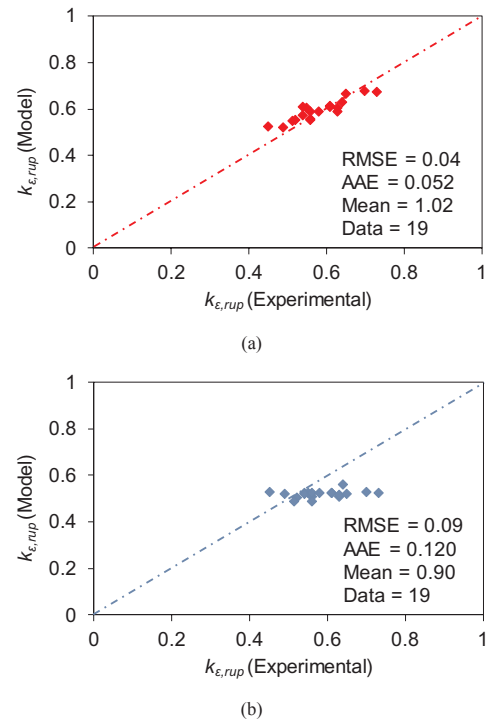 1
0.8
0.6
0.4
0.2
0
kε,rup (Model)
RMSE = 0.04
AAE = 0.052
Mean = 1.02
Data = 19
0 0.2 0.4 0.6 0.8 1
kε,rup (Experimental)
(a)
1
0.8
0.6
0.4
0.2
0
kε,rup (Model)
RMSE = 0.09
AAE = 0.120
Mean = 0.90
Data = 19
0 0.2 0.4 0.6 0.8 1
kε,rup (Experimental)
(b)